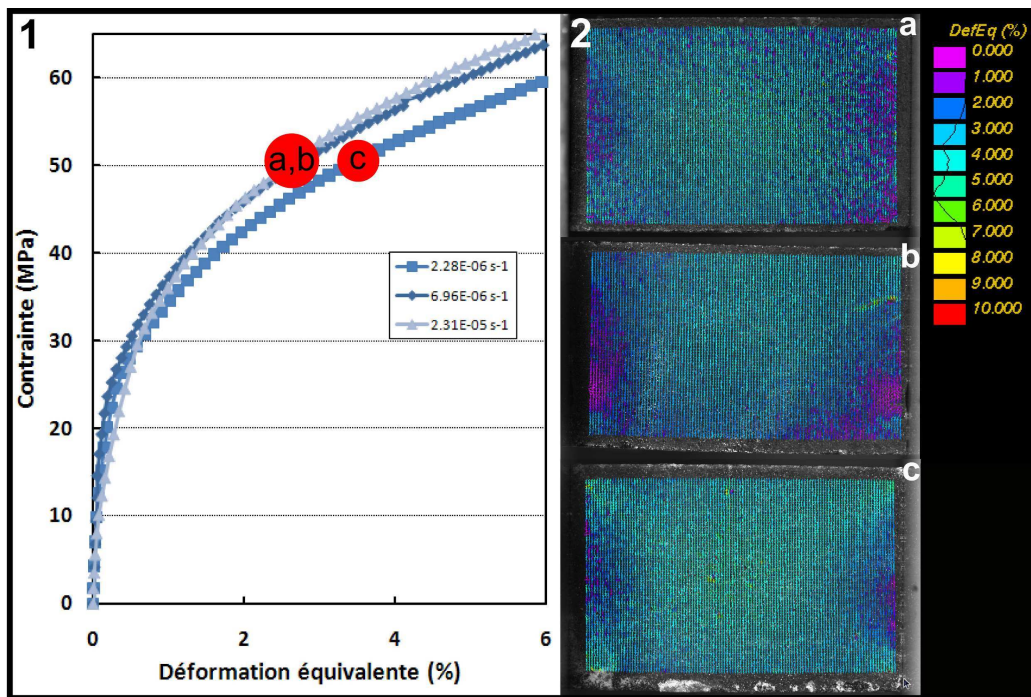 1
Contrainte (MPa)
60
50
40
30
20
10
0
0 2 4 6
Déformation équivalente (%)
a,b
c
2.28E-06 s-1
6.96E-06 s-1
2.31E-05 s-1
2
a
b
c
DefEq (%)
0.000
1.000
2.000
3.000
4.000
5.000
6.000
7.000
8.000
9.000
10.000